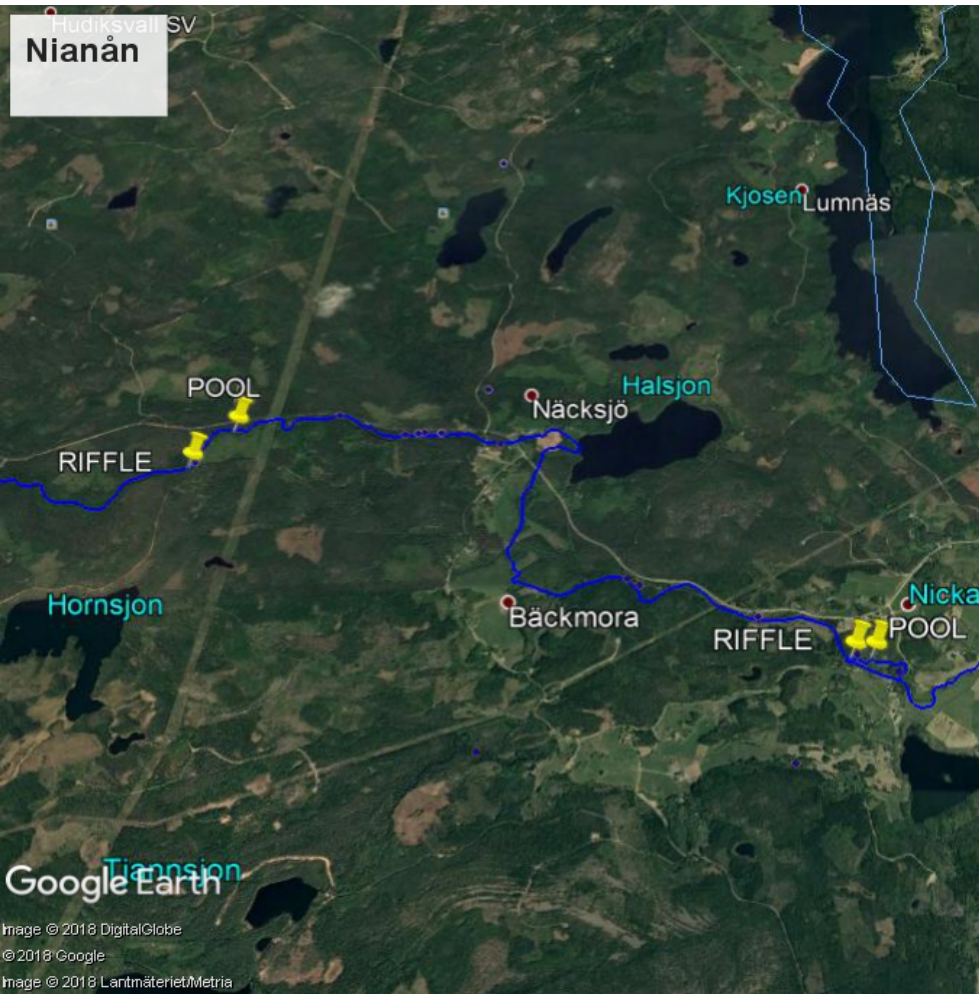 Hudiksvall SV
Nianån
Kjosen
Lumnäs
POOL
Näcksjö
Halsjon
RIFFLE
Hornsjon
Bäckmora
Nicka
RIFFLE
POOL
Tjannsjon
Google Earth
Image © 2018 DigitalGlobe
© 2018 Google
Image © 2018 Lantmäteriet/Metria